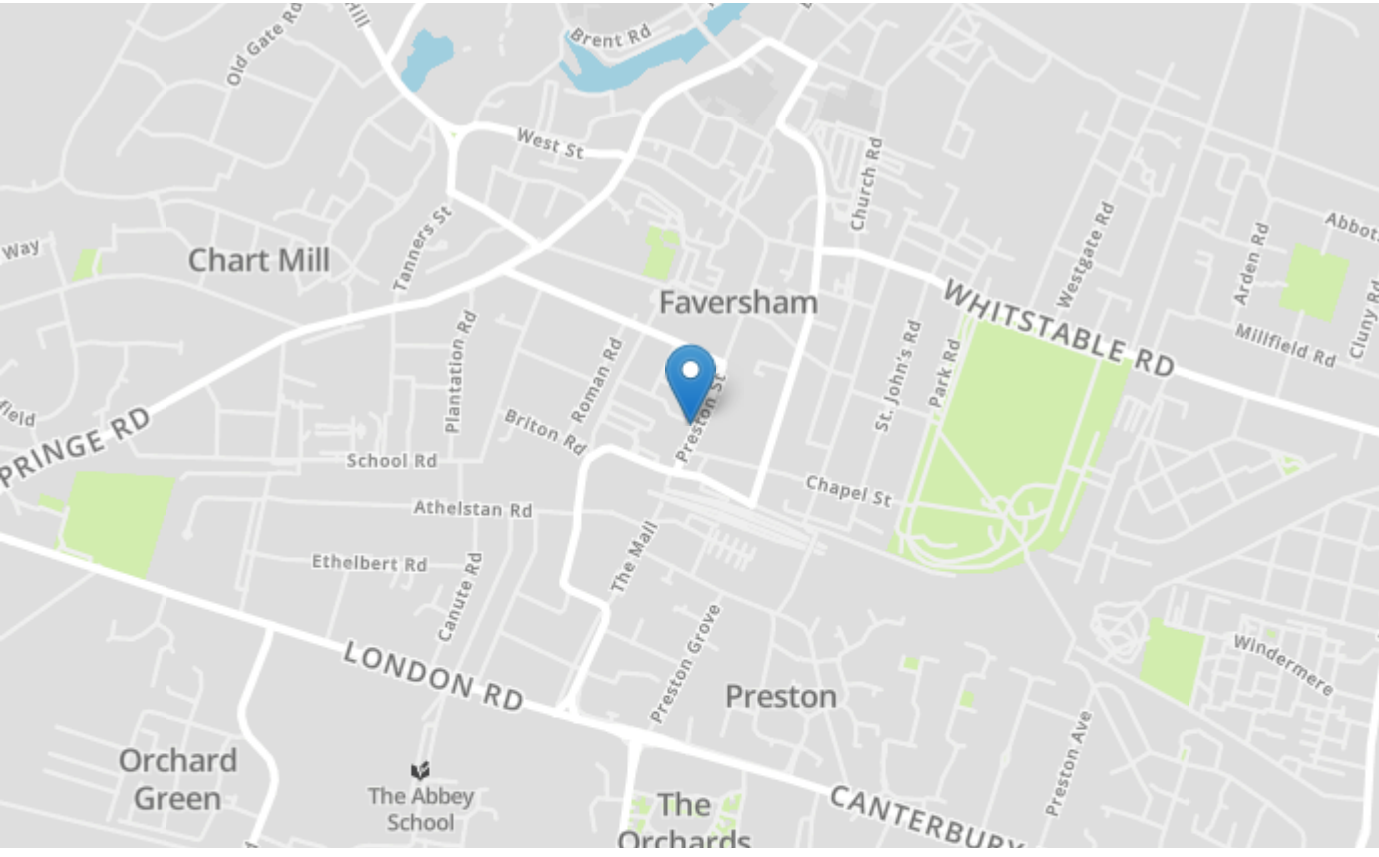 Hill
Old Gate Rd
Brent Rd
West St
Church Rd
Tanners St
Westgate Rd
Arden Rd
Way
Chart Mill
Faversham
WHITSTABLE RD
Millfield Rd
Cluny Rd
Plantation Rd
Roman Rd
St. John's Rd
Park Rd
Preston St
Briton Rd
PRINGE RD
School Rd
Chapel St
Athelstan Rd
The Mall
Ethelbert Rd
Canute Rd
Preston Grove
Windermere
LONDON RD
Preston
Preston Ave
Orchard
Green
The Abbey
School
The
Orchards
CANTERBURY